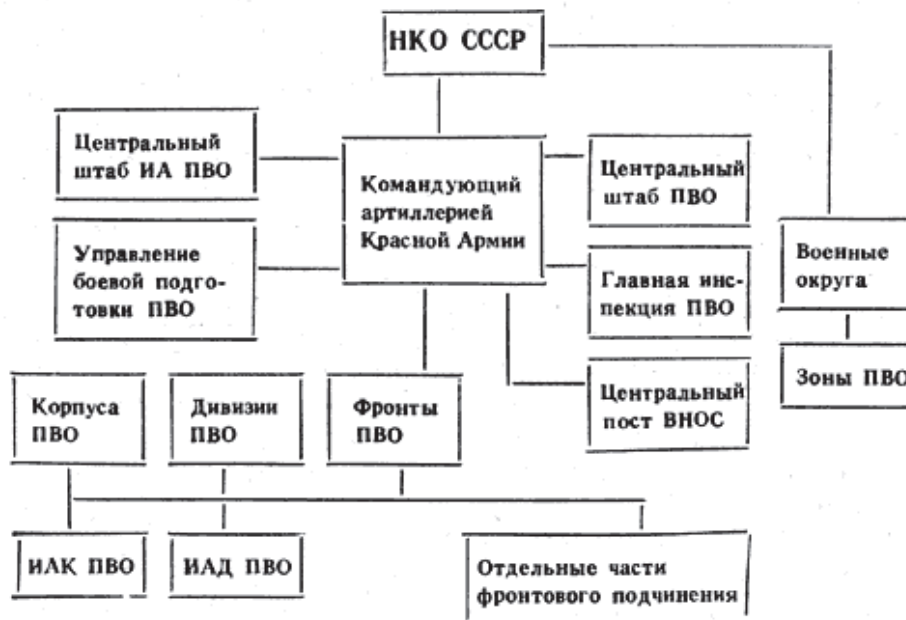 НКО СССР
Центральный
штаб ИА ПВО
Командующий
артиллерией
Красной Армии
Центральный
штаб ПВО
Управление
боевой подго-
товки ПВО
Главная инс-
пекция ПВО
Военные
округа
Корпуса
ПВО
Дивизии
ПВО
Фронты
ПВО
Центральный
пост ВНОС
Зоны ПВО
ИАК ПВО
ИАД ПВО
Отдельные части
фронтового подчинения